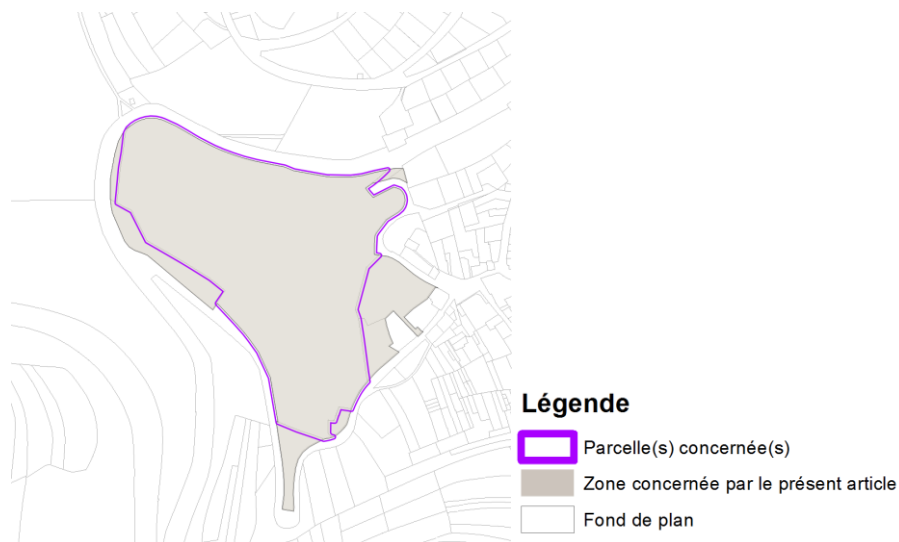 Légende
Parcelle(s) concernée(s)
Zone concernée par le présent article
Fond de plan